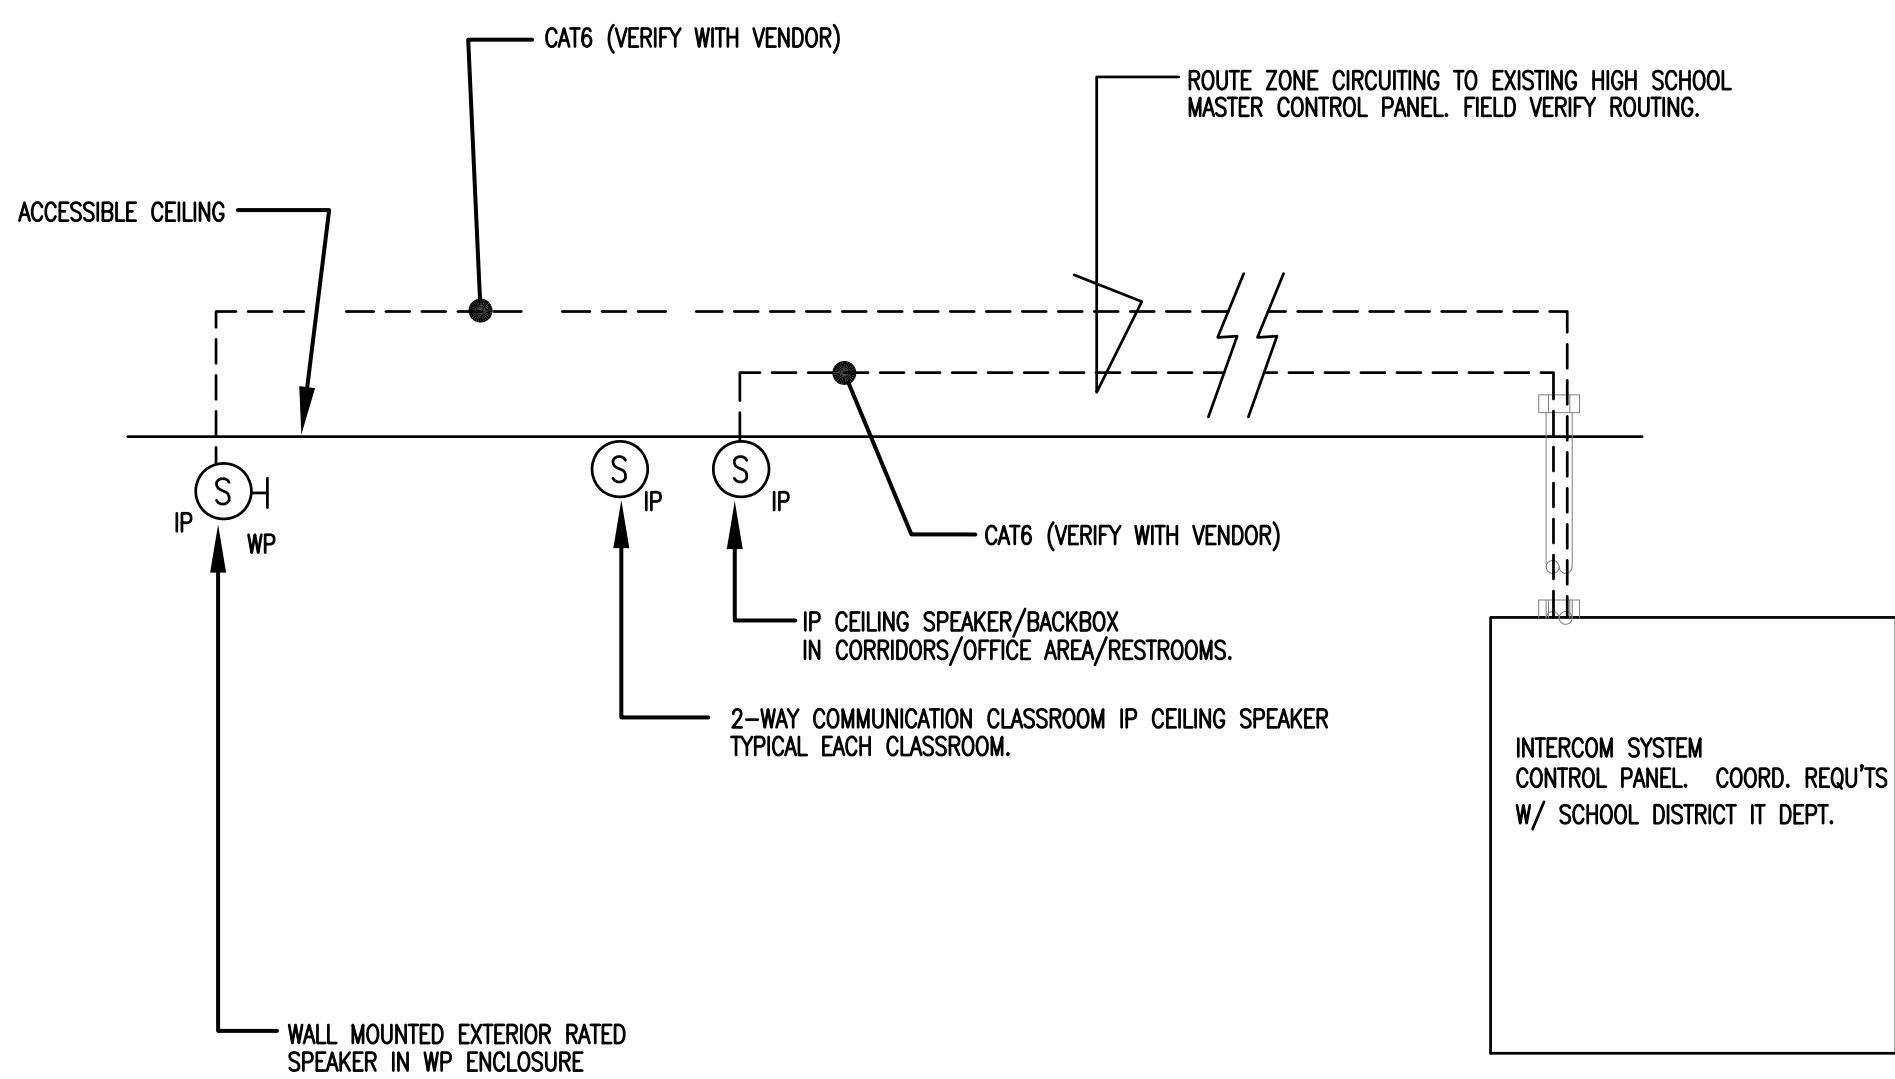 CAT6 (VERIFY WITH VENDOR)
ROUTE ZONE CIRCUITING TO EXISTING HIGH SCHOOL
MASTER CONTROL PANEL. FIELD VERIFY ROUTING.
ACCESSIBLE CEILING
S
IP
WP
S
IP
S
IP
CAT6 (VERIFY WITH VENDOR)
IP CEILING SPEAKER/BACKBOX
IN CORRIDORS/OFFICE AREA/RESTROOMS.
2-WAY COMMUNICATION CLASSROOM IP CEILING SPEAKER
TYPICAL EACH CLASSROOM.
INTERCOM SYSTEM
CONTROL PANEL. COORD. REQU'TS
W/ SCHOOL DISTRICT IT DEPT.
WALL MOUNTED EXTERIOR RATED
SPEAKER IN WP ENCLOSURE